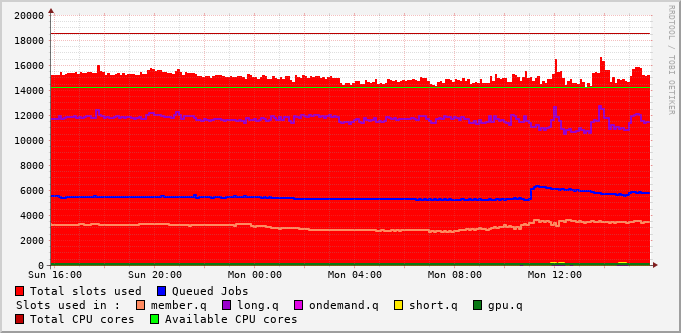 20000
18000
16000
14000
12000
10000
8000
6000
4000
2000
0
Sun 16:00 Sun 20:00 Mon 00:00 Mon 04:00 Mon 08:00 Mon 12:00
RRDTOOL / TOBI OETIKER
Total slots used Queued Jobs
Slots used in : member.q long.q ondemand.q short.q gpu.q
Total CPU cores Available CPU cores